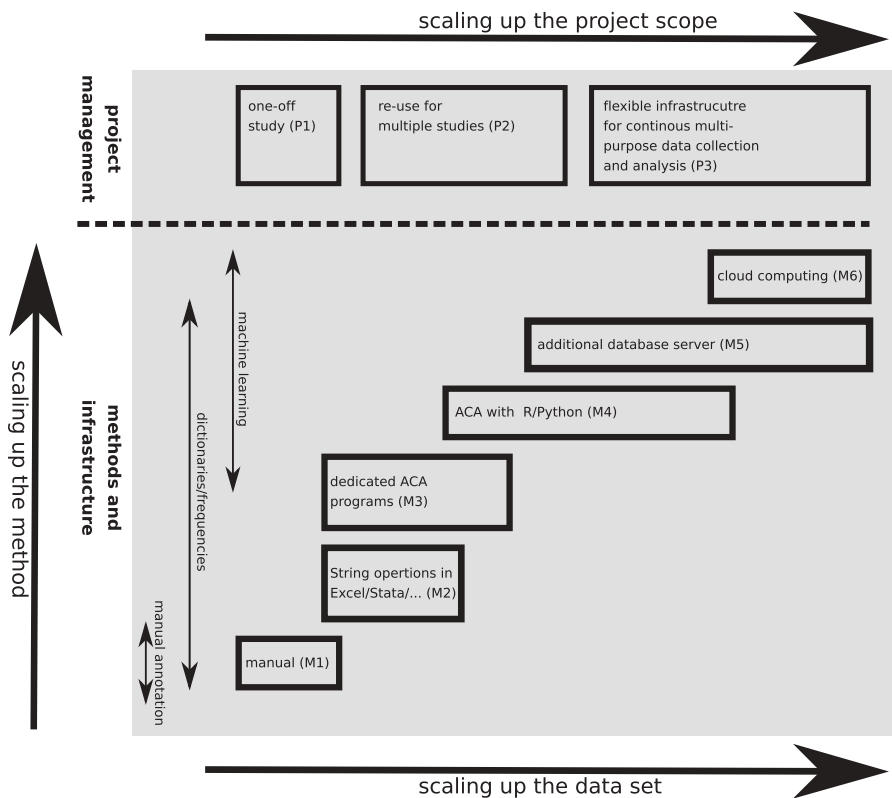 scaling up the project scope
project
management
one-off
study (P1)
re-use for
multiple studies (P2)
flexible infrastrucutre
for continous multi-
purpose data collection
and analysis (P3)
scaling up the method
methods and
infrastructure
machine learning
dictionaries/frequencies
manual annotation
cloud computing (M6)
additional database server (M5)
ACA with R/Python (M4)
dedicated ACA
programs (M3)
String opertions in
Excel/Stata/... (M2)
manual (M1)
scaling up the data set